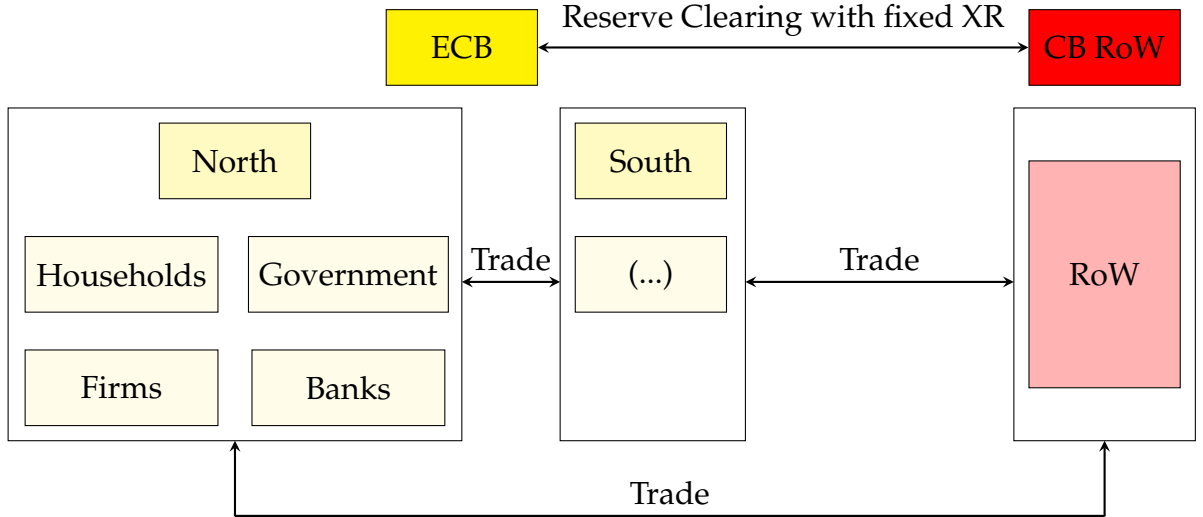 Reserve Clearing with fixed XR
ECB
CB RoW
North
South
Households
Government
Trade
(...)
Trade
RoW
Firms
Banks
Trade